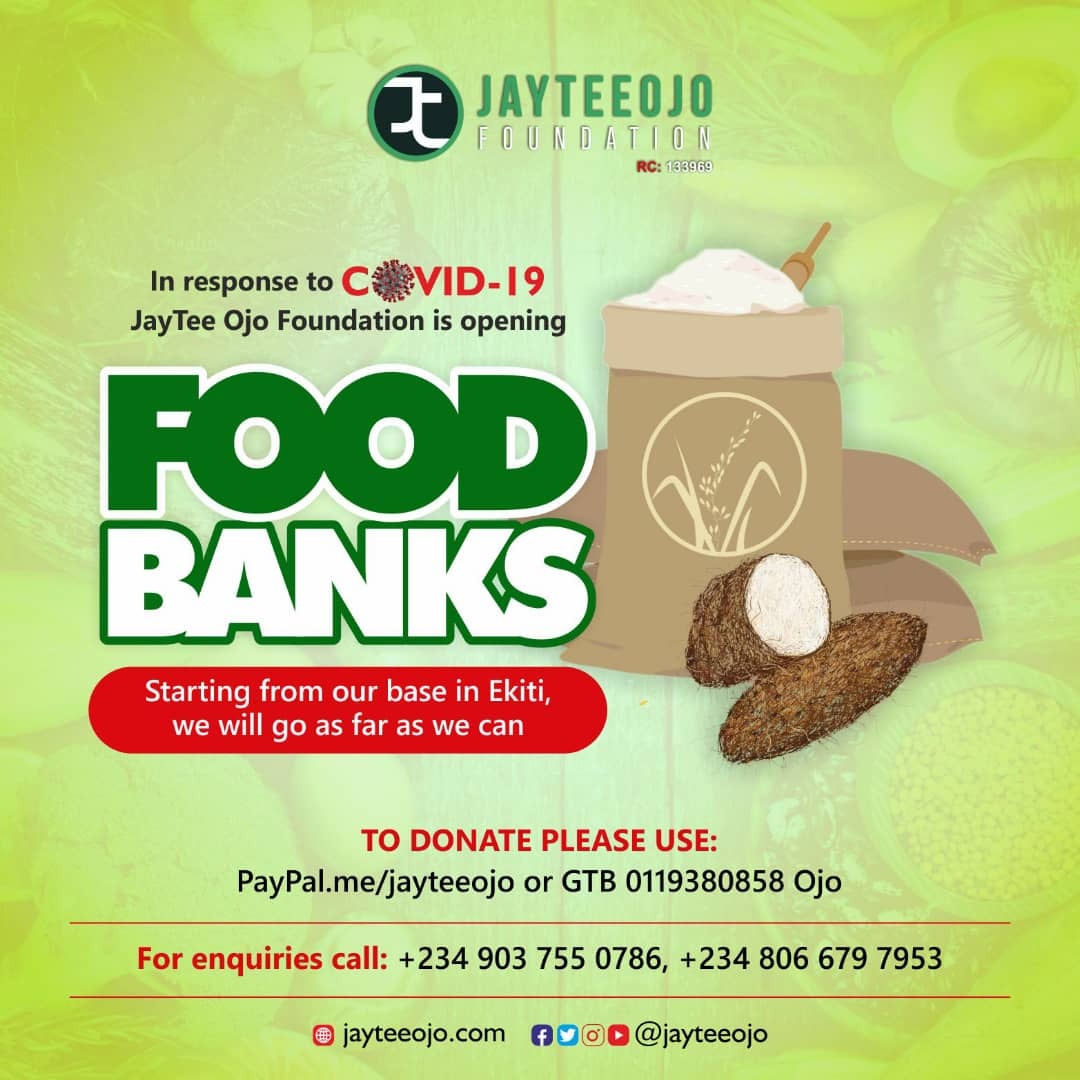 JAYTEEOJO
FOUNDATION
RC: 133969
In response to COVID-19
JayTee Ojo Foundation is opening
FOOD
BANKS
Starting from our base in Ekiti,
we will go as far as we can
TO DONATE PLEASE USE:
PayPal.me/jayteeojo or GTB 0119380858 Ojo
For enquiries call: +234 903 755 0786, +234 806 679 7953
jayteeojo.com @jayteeojo